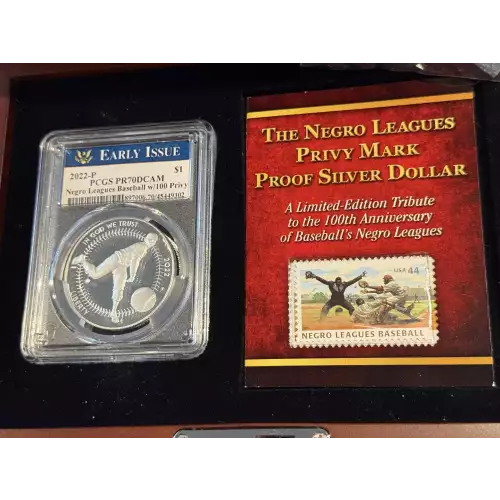 EARLY ISSUE
2022-P $1
PCGS PR70DCAM
Negro Leagues Baseball w/100 Privy
IN GOD WE TRUST
2022
LIBERTY
THE NEGRO LEAGUES
PRIVY MARK
PROOF SILVER DOLLAR
A Limited-Edition Tribute
to the 100th Anniversary
of Baseball's Negro Leagues
USA 44
NEGRO LEAGUES BASEBALL